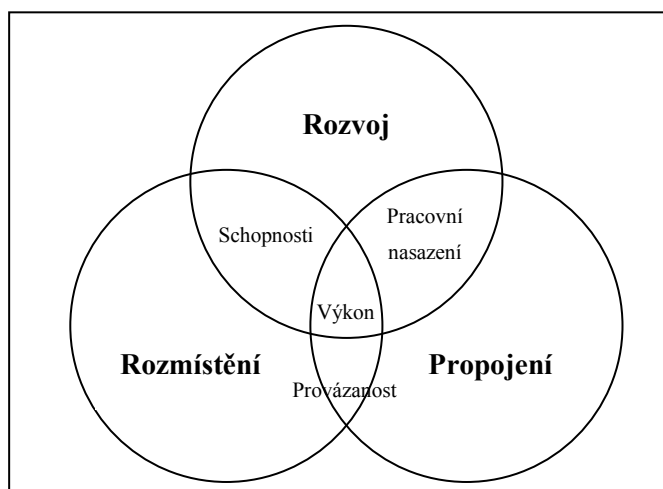 Rozvoj
Schopnosti
Pracovní
nasazení
Výkon
Rozmístění
Propojení
Provázanost